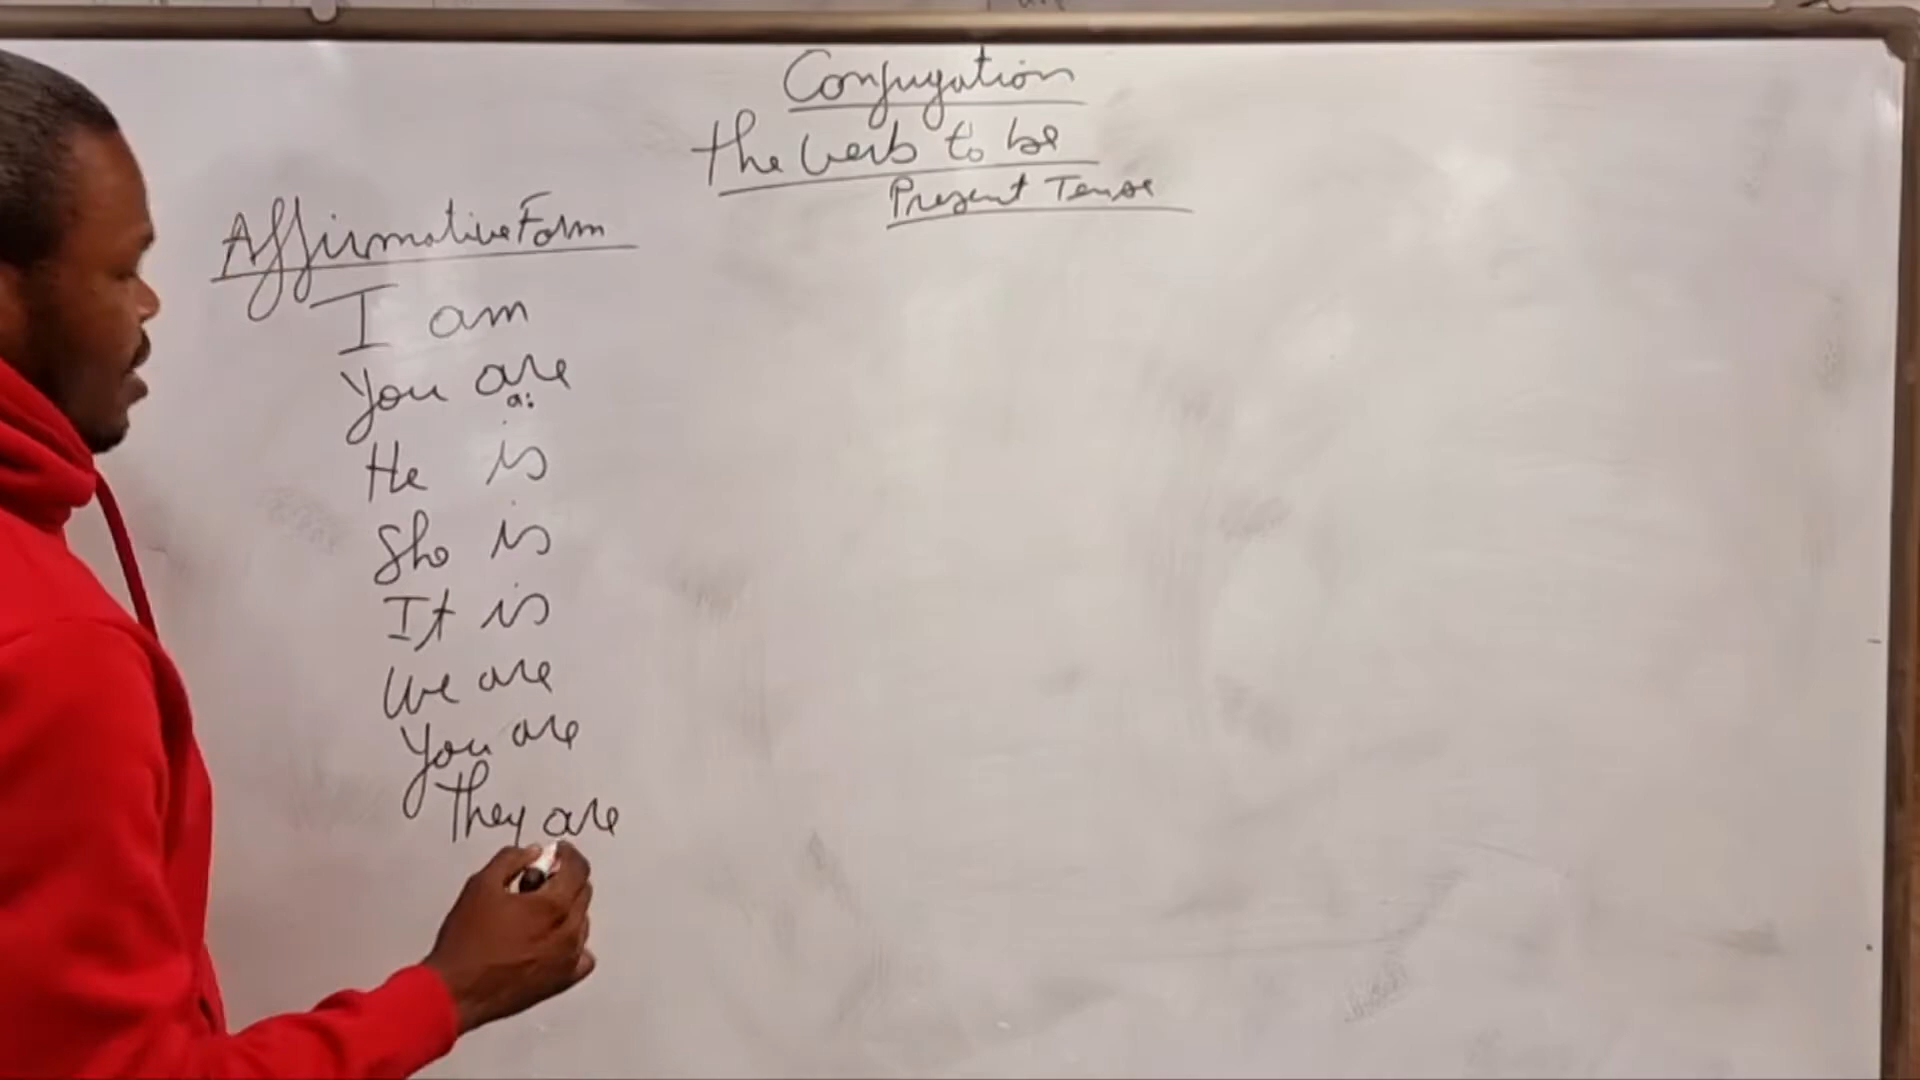 Conjugation
the verb to be
Present Tense
Affirmative Form
I am
You are
a:
He is
She is
It is
We are
You are
They are